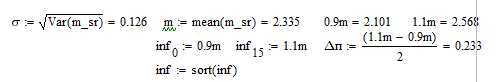 σ := √Var(m_sr) = 0.126 m := mean(m_sr) = 2.335 0.9m = 2.101 1.1m = 2.568
inf₀ := 0.9m inf₁₅ := 1.1m Δп := (1.1m − 0.9m)/2 = 0.233
inf := sort(inf)